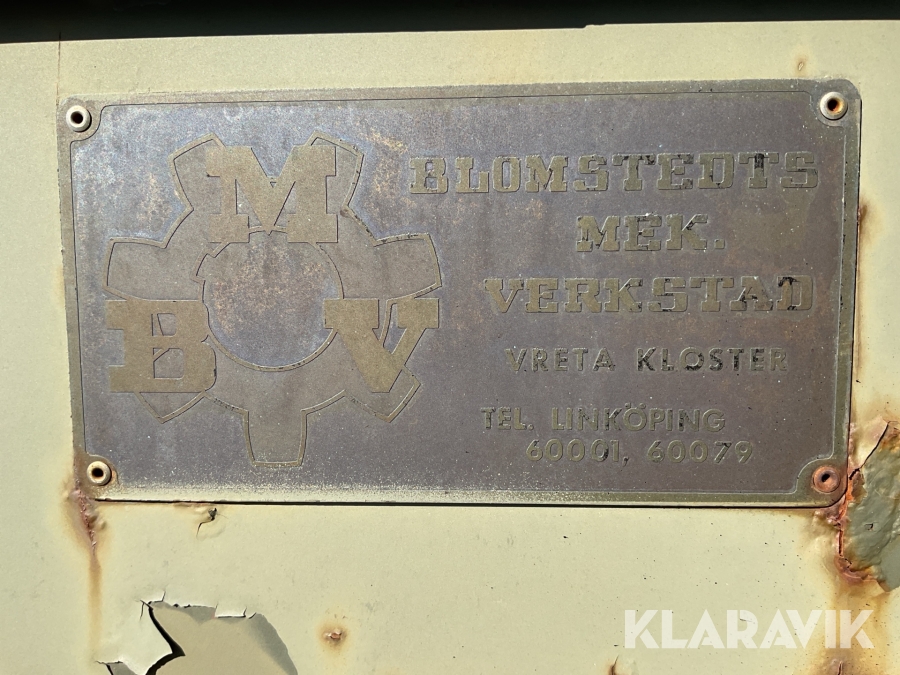 M
B V
BLOMSTEDTS
MEK.
VERKSTAD
VRETA KLOSTER
TEL. LINKÖPING
60001, 60079
KLARAVIK